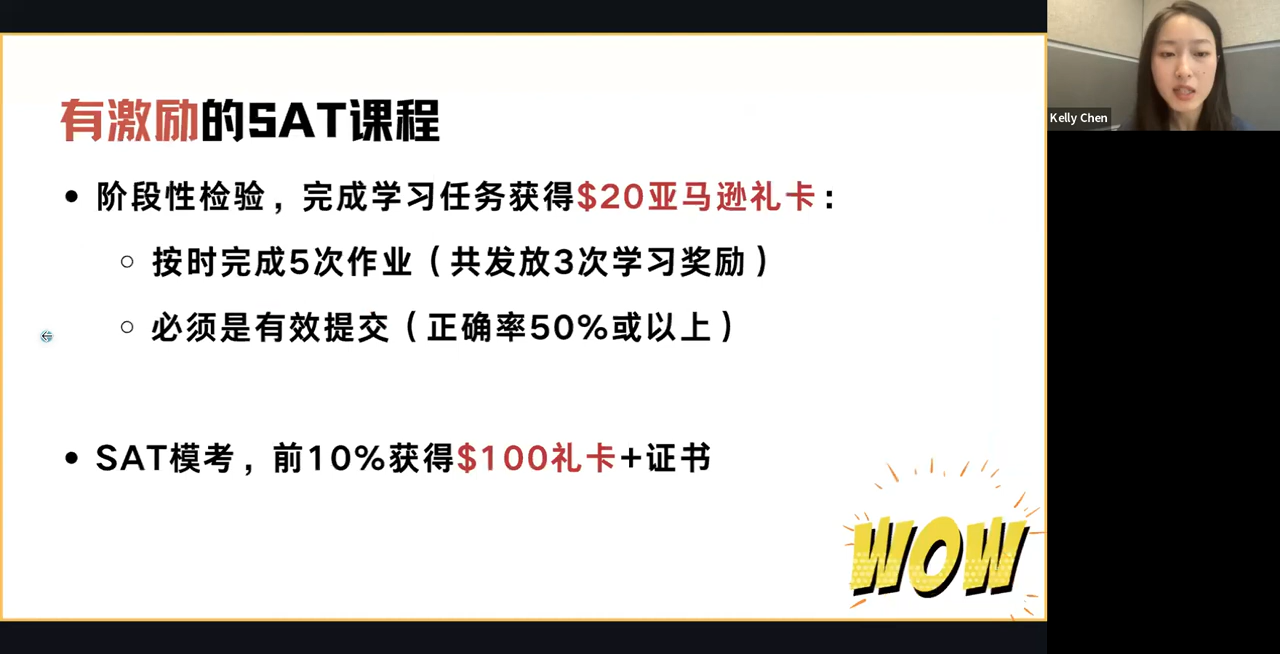 有激励的SAT课程
• 阶段性检验，完成学习任务获得$20亚马逊礼卡：
○ 按时完成5次作业（共发放3次学习奖励）
○ 必须是有效提交（正确率50%或以上）
• SAT模考，前10%获得$100礼卡+证书
WOW
Kelly Chen